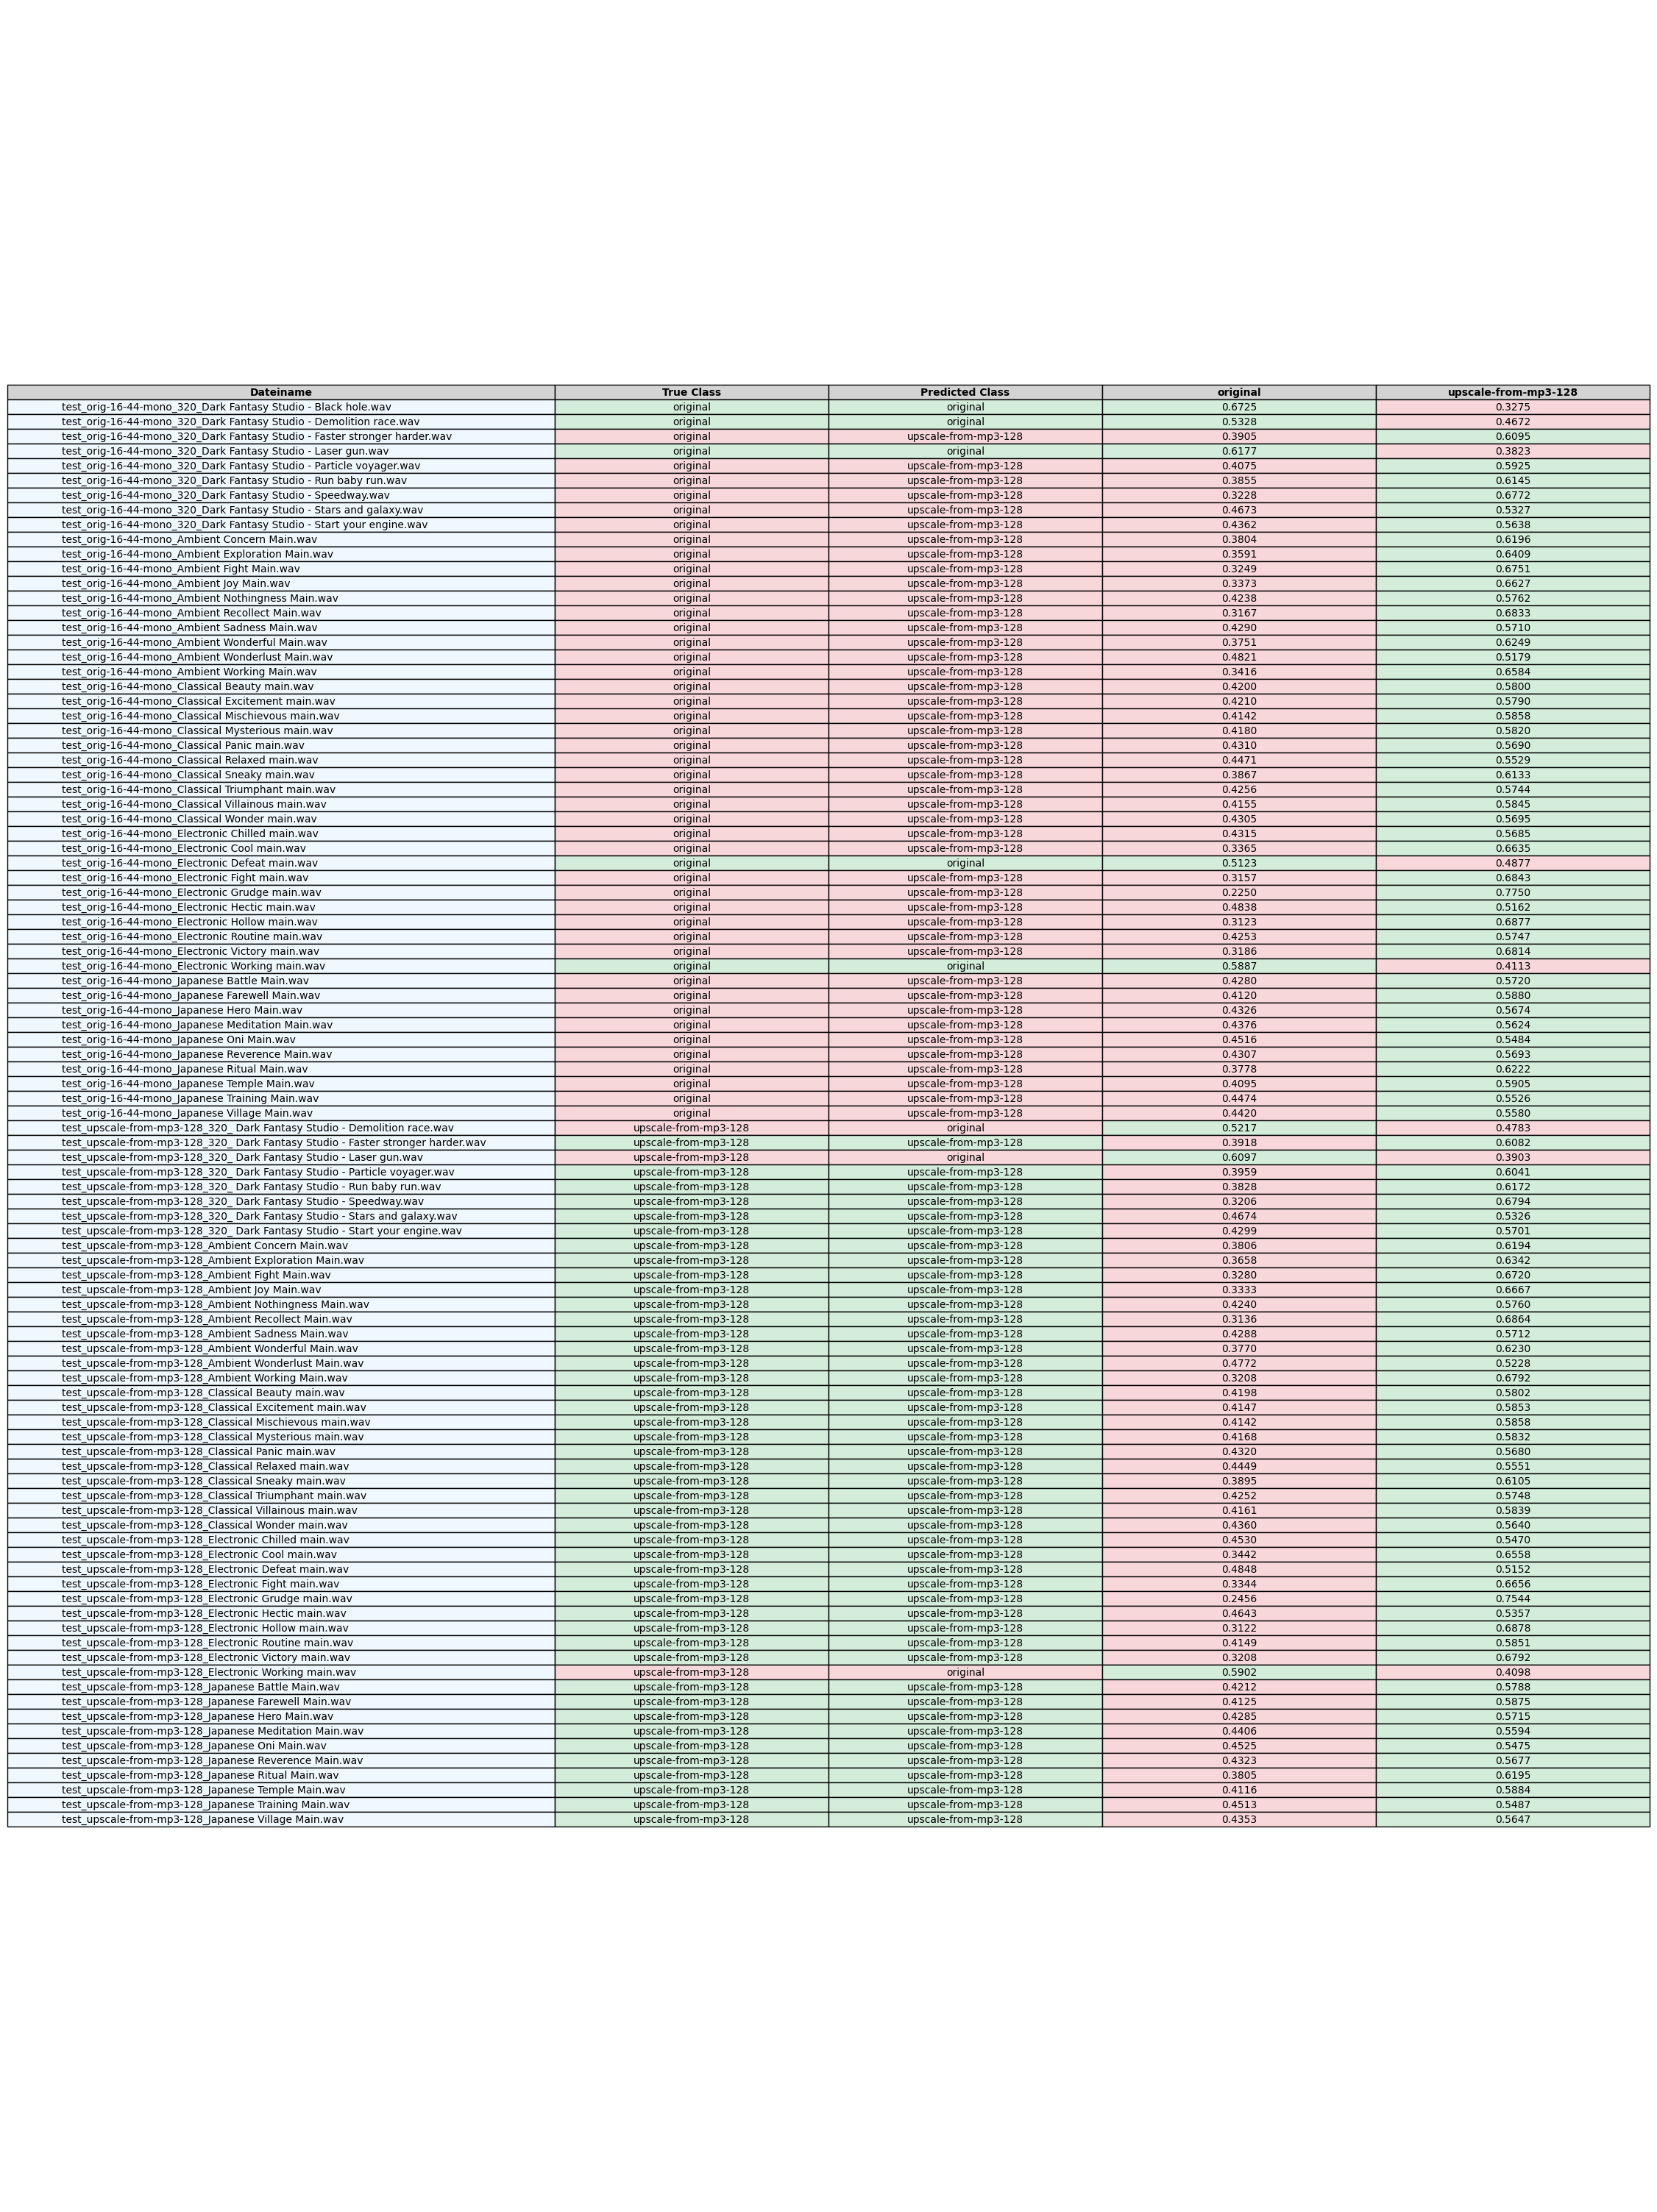 Dateiname True Class Predicted Class original upscale-from-mp3-128
test_orig-16-44-mono_320_Dark Fantasy Studio - Black hole.wav original original 0.6725 0.3275
test_orig-16-44-mono_320_Dark Fantasy Studio - Demolition race.wav original original 0.5328 0.4672
test_orig-16-44-mono_320_Dark Fantasy Studio - Faster stronger harder.wav original upscale-from-mp3-128 0.3905 0.6095
test_orig-16-44-mono_320_Dark Fantasy Studio - Laser gun.wav original original 0.6177 0.3823
test_orig-16-44-mono_320_Dark Fantasy Studio - Particle voyager.wav original upscale-from-mp3-128 0.4075 0.5925
test_orig-16-44-mono_320_Dark Fantasy Studio - Run baby run.wav original upscale-from-mp3-128 0.3855 0.6145
test_orig-16-44-mono_320_Dark Fantasy Studio - Speedway.wav original upscale-from-mp3-128 0.3228 0.6772
test_orig-16-44-mono_320_Dark Fantasy Studio - Stars and galaxy.wav original upscale-from-mp3-128 0.4673 0.5327
test_orig-16-44-mono_320_Dark Fantasy Studio - Start your engine.wav original upscale-from-mp3-128 0.4362 0.5638
test_orig-16-44-mono_Ambient Concern Main.wav original upscale-from-mp3-128 0.3804 0.6196
test_orig-16-44-mono_Ambient Exploration Main.wav original upscale-from-mp3-128 0.3591 0.6409
test_orig-16-44-mono_Ambient Fight Main.wav original upscale-from-mp3-128 0.3249 0.6751
test_orig-16-44-mono_Ambient Joy Main.wav original upscale-from-mp3-128 0.3373 0.6627
test_orig-16-44-mono_Ambient Nothingness Main.wav original upscale-from-mp3-128 0.4238 0.5762
test_orig-16-44-mono_Ambient Recollect Main.wav original upscale-from-mp3-128 0.3167 0.6833
test_orig-16-44-mono_Ambient Sadness Main.wav original upscale-from-mp3-128 0.4290 0.5710
test_orig-16-44-mono_Ambient Wonderful Main.wav original upscale-from-mp3-128 0.3751 0.6249
test_orig-16-44-mono_Ambient Wonderlust Main.wav original upscale-from-mp3-128 0.4821 0.5179
test_orig-16-44-mono_Ambient Working Main.wav original upscale-from-mp3-128 0.3416 0.6584
test_orig-16-44-mono_Classical Beauty main.wav original upscale-from-mp3-128 0.4200 0.5800
test_orig-16-44-mono_Classical Excitement main.wav original upscale-from-mp3-128 0.4210 0.5790
test_orig-16-44-mono_Classical Mischievous main.wav original upscale-from-mp3-128 0.4142 0.5858
test_orig-16-44-mono_Classical Mysterious main.wav original upscale-from-mp3-128 0.4180 0.5820
test_orig-16-44-mono_Classical Panic main.wav original upscale-from-mp3-128 0.4310 0.5690
test_orig-16-44-mono_Classical Relaxed main.wav original upscale-from-mp3-128 0.4471 0.5529
test_orig-16-44-mono_Classical Sneaky main.wav original upscale-from-mp3-128 0.3867 0.6133
test_orig-16-44-mono_Classical Triumphant main.wav original upscale-from-mp3-128 0.4256 0.5744
test_orig-16-44-mono_Classical Villainous main.wav original upscale-from-mp3-128 0.4155 0.5845
test_orig-16-44-mono_Classical Wonder main.wav original upscale-from-mp3-128 0.4305 0.5695
test_orig-16-44-mono_Electronic Chilled main.wav original upscale-from-mp3-128 0.4315 0.5685
test_orig-16-44-mono_Electronic Cool main.wav original upscale-from-mp3-128 0.3365 0.6635
test_orig-16-44-mono_Electronic Defeat main.wav original original 0.5123 0.4877
test_orig-16-44-mono_Electronic Fight main.wav original upscale-from-mp3-128 0.3157 0.6843
test_orig-16-44-mono_Electronic Grudge main.wav original upscale-from-mp3-128 0.2250 0.7750
test_orig-16-44-mono_Electronic Hectic main.wav original upscale-from-mp3-128 0.4838 0.5162
test_orig-16-44-mono_Electronic Hollow main.wav original upscale-from-mp3-128 0.3123 0.6877
test_orig-16-44-mono_Electronic Routine main.wav original upscale-from-mp3-128 0.4253 0.5747
test_orig-16-44-mono_Electronic Victory main.wav original upscale-from-mp3-128 0.3186 0.6814
test_orig-16-44-mono_Electronic Working main.wav original original 0.5887 0.4113
test_orig-16-44-mono_Japanese Battle Main.wav original upscale-from-mp3-128 0.4280 0.5720
test_orig-16-44-mono_Japanese Farewell Main.wav original upscale-from-mp3-128 0.4120 0.5880
test_orig-16-44-mono_Japanese Hero Main.wav original upscale-from-mp3-128 0.4326 0.5674
test_orig-16-44-mono_Japanese Meditation Main.wav original upscale-from-mp3-128 0.4376 0.5624
test_orig-16-44-mono_Japanese Oni Main.wav original upscale-from-mp3-128 0.4516 0.5484
test_orig-16-44-mono_Japanese Reverence Main.wav original upscale-from-mp3-128 0.4307 0.5693
test_orig-16-44-mono_Japanese Ritual Main.wav original upscale-from-mp3-128 0.3778 0.6222
test_orig-16-44-mono_Japanese Temple Main.wav original upscale-from-mp3-128 0.4095 0.5905
test_orig-16-44-mono_Japanese Training Main.wav original upscale-from-mp3-128 0.4474 0.5526
test_orig-16-44-mono_Japanese Village Main.wav original upscale-from-mp3-128 0.4420 0.5580
test_upscale-from-mp3-128_320_ Dark Fantasy Studio - Demolition race.wav upscale-from-mp3-128 original 0.5217 0.4783
test_upscale-from-mp3-128_320_ Dark Fantasy Studio - Faster stronger harder.wav upscale-from-mp3-128 upscale-from-mp3-128 0.3918 0.6082
test_upscale-from-mp3-128_320_ Dark Fantasy Studio - Laser gun.wav upscale-from-mp3-128 original 0.6097 0.3903
test_upscale-from-mp3-128_320_ Dark Fantasy Studio - Particle voyager.wav upscale-from-mp3-128 upscale-from-mp3-128 0.3959 0.6041
test_upscale-from-mp3-128_320_ Dark Fantasy Studio - Run baby run.wav upscale-from-mp3-128 upscale-from-mp3-128 0.3828 0.6172
test_upscale-from-mp3-128_320_ Dark Fantasy Studio - Speedway.wav upscale-from-mp3-128 upscale-from-mp3-128 0.3206 0.6794
test_upscale-from-mp3-128_320_ Dark Fantasy Studio - Stars and galaxy.wav upscale-from-mp3-128 upscale-from-mp3-128 0.4674 0.5326
test_upscale-from-mp3-128_320_ Dark Fantasy Studio - Start your engine.wav upscale-from-mp3-128 upscale-from-mp3-128 0.4299 0.5701
test_upscale-from-mp3-128_Ambient Concern Main.wav upscale-from-mp3-128 upscale-from-mp3-128 0.3806 0.6194
test_upscale-from-mp3-128_Ambient Exploration Main.wav upscale-from-mp3-128 upscale-from-mp3-128 0.3658 0.6342
test_upscale-from-mp3-128_Ambient Fight Main.wav upscale-from-mp3-128 upscale-from-mp3-128 0.3280 0.6720
test_upscale-from-mp3-128_Ambient Joy Main.wav upscale-from-mp3-128 upscale-from-mp3-128 0.3333 0.6667
test_upscale-from-mp3-128_Ambient Nothingness Main.wav upscale-from-mp3-128 upscale-from-mp3-128 0.4240 0.5760
test_upscale-from-mp3-128_Ambient Recollect Main.wav upscale-from-mp3-128 upscale-from-mp3-128 0.3136 0.6864
test_upscale-from-mp3-128_Ambient Sadness Main.wav upscale-from-mp3-128 upscale-from-mp3-128 0.4288 0.5712
test_upscale-from-mp3-128_Ambient Wonderful Main.wav upscale-from-mp3-128 upscale-from-mp3-128 0.3770 0.6230
test_upscale-from-mp3-128_Ambient Wonderlust Main.wav upscale-from-mp3-128 upscale-from-mp3-128 0.4772 0.5228
test_upscale-from-mp3-128_Ambient Working Main.wav upscale-from-mp3-128 upscale-from-mp3-128 0.3208 0.6792
test_upscale-from-mp3-128_Classical Beauty main.wav upscale-from-mp3-128 upscale-from-mp3-128 0.4198 0.5802
test_upscale-from-mp3-128_Classical Excitement main.wav upscale-from-mp3-128 upscale-from-mp3-128 0.4147 0.5853
test_upscale-from-mp3-128_Classical Mischievous main.wav upscale-from-mp3-128 upscale-from-mp3-128 0.4142 0.5858
test_upscale-from-mp3-128_Classical Mysterious main.wav upscale-from-mp3-128 upscale-from-mp3-128 0.4168 0.5832
test_upscale-from-mp3-128_Classical Panic main.wav upscale-from-mp3-128 upscale-from-mp3-128 0.4320 0.5680
test_upscale-from-mp3-128_Classical Relaxed main.wav upscale-from-mp3-128 upscale-from-mp3-128 0.4449 0.5551
test_upscale-from-mp3-128_Classical Sneaky main.wav upscale-from-mp3-128 upscale-from-mp3-128 0.3895 0.6105
test_upscale-from-mp3-128_Classical Triumphant main.wav upscale-from-mp3-128 upscale-from-mp3-128 0.4252 0.5748
test_upscale-from-mp3-128_Classical Villainous main.wav upscale-from-mp3-128 upscale-from-mp3-128 0.4161 0.5839
test_upscale-from-mp3-128_Classical Wonder main.wav upscale-from-mp3-128 upscale-from-mp3-128 0.4360 0.5640
test_upscale-from-mp3-128_Electronic Chilled main.wav upscale-from-mp3-128 upscale-from-mp3-128 0.4530 0.5470
test_upscale-from-mp3-128_Electronic Cool main.wav upscale-from-mp3-128 upscale-from-mp3-128 0.3442 0.6558
test_upscale-from-mp3-128_Electronic Defeat main.wav upscale-from-mp3-128 upscale-from-mp3-128 0.4848 0.5152
test_upscale-from-mp3-128_Electronic Fight main.wav upscale-from-mp3-128 upscale-from-mp3-128 0.3344 0.6656
test_upscale-from-mp3-128_Electronic Grudge main.wav upscale-from-mp3-128 upscale-from-mp3-128 0.2456 0.7544
test_upscale-from-mp3-128_Electronic Hectic main.wav upscale-from-mp3-128 upscale-from-mp3-128 0.4643 0.5357
test_upscale-from-mp3-128_Electronic Hollow main.wav upscale-from-mp3-128 upscale-from-mp3-128 0.3122 0.6878
test_upscale-from-mp3-128_Electronic Routine main.wav upscale-from-mp3-128 upscale-from-mp3-128 0.4149 0.5851
test_upscale-from-mp3-128_Electronic Victory main.wav upscale-from-mp3-128 upscale-from-mp3-128 0.3208 0.6792
test_upscale-from-mp3-128_Electronic Working main.wav upscale-from-mp3-128 original 0.5902 0.4098
test_upscale-from-mp3-128_Japanese Battle Main.wav upscale-from-mp3-128 upscale-from-mp3-128 0.4212 0.5788
test_upscale-from-mp3-128_Japanese Farewell Main.wav upscale-from-mp3-128 upscale-from-mp3-128 0.4125 0.5875
test_upscale-from-mp3-128_Japanese Hero Main.wav upscale-from-mp3-128 upscale-from-mp3-128 0.4285 0.5715
test_upscale-from-mp3-128_Japanese Meditation Main.wav upscale-from-mp3-128 upscale-from-mp3-128 0.4406 0.5594
test_upscale-from-mp3-128_Japanese Oni Main.wav upscale-from-mp3-128 upscale-from-mp3-128 0.4525 0.5475
test_upscale-from-mp3-128_Japanese Reverence Main.wav upscale-from-mp3-128 upscale-from-mp3-128 0.4323 0.5677
test_upscale-from-mp3-128_Japanese Ritual Main.wav upscale-from-mp3-128 upscale-from-mp3-128 0.3805 0.6195
test_upscale-from-mp3-128_Japanese Temple Main.wav upscale-from-mp3-128 upscale-from-mp3-128 0.4116 0.5884
test_upscale-from-mp3-128_Japanese Training Main.wav upscale-from-mp3-128 upscale-from-mp3-128 0.4513 0.5487
test_upscale-from-mp3-128_Japanese Village Main.wav upscale-from-mp3-128 upscale-from-mp3-128 0.4353 0.5647